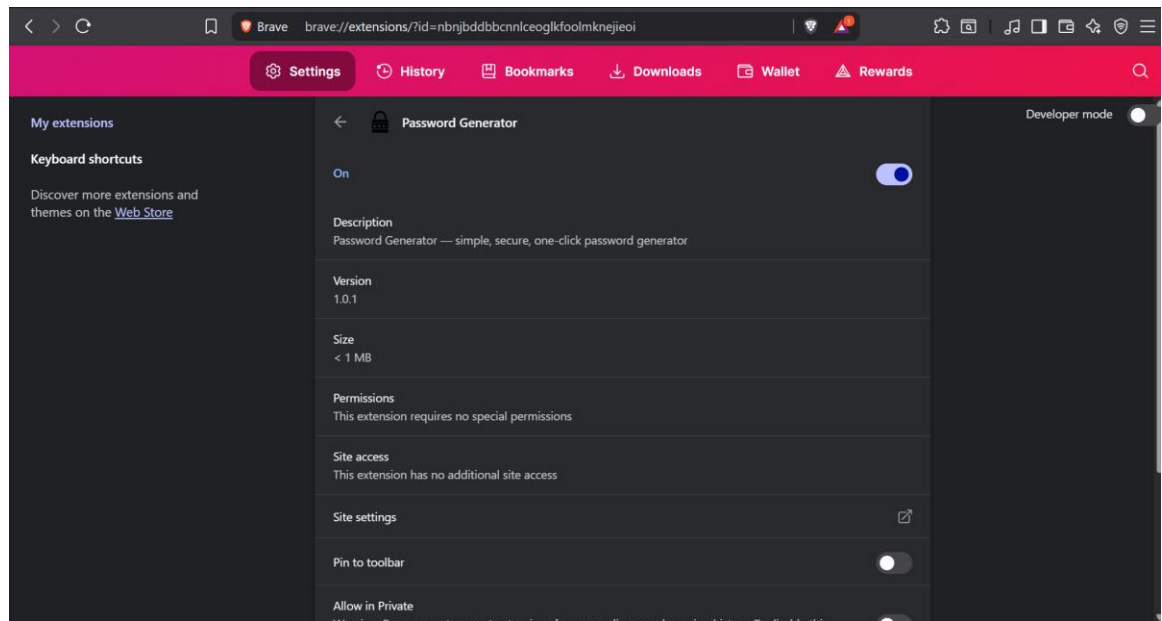 Brave brave://extensions/?id=nbnjbddbbcnnlceoglkfoolmknejieoi
1
Settings History Bookmarks Downloads Wallet Rewards
My extensions
Keyboard shortcuts
Discover more extensions and
themes on the Web Store
Password Generator
Developer mode
On
Description
Password Generator — simple, secure, one-click password generator
Version
1.0.1
Size
< 1 MB
Permissions
This extension requires no special permissions
Site access
This extension has no additional site access
Site settings
Pin to toolbar
Allow in Private